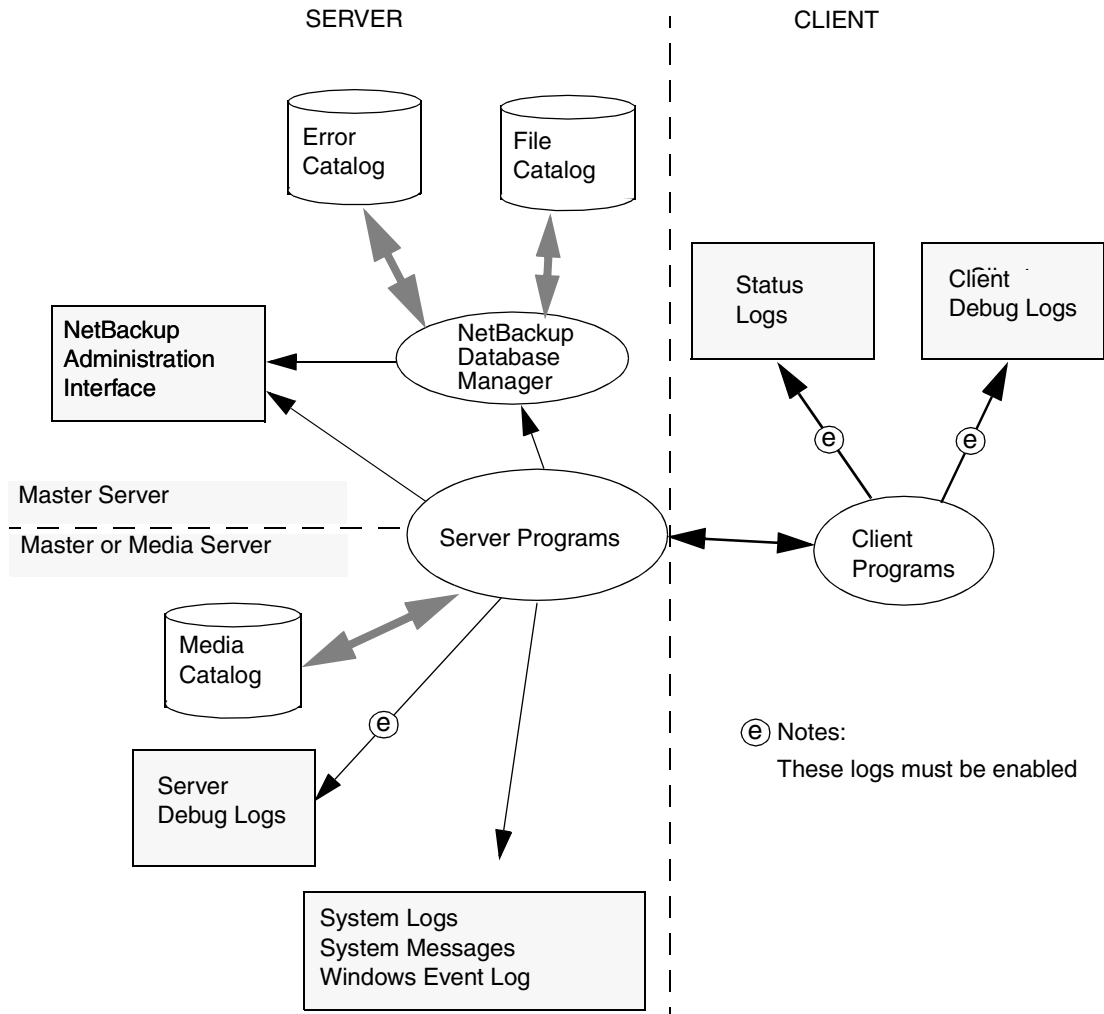 SERVER
CLIENT
Error
Catalog
File
Catalog
Status
Logs
Client
Debug Logs
NetBackup
Administration
Interface
NetBackup
Database
Manager
e
e
Master Server
Master or Media Server
Server Programs
Client
Programs
Media
Catalog
e
e Notes:
These logs must be enabled
Server
Debug Logs
System Logs
System Messages
Windows Event Log